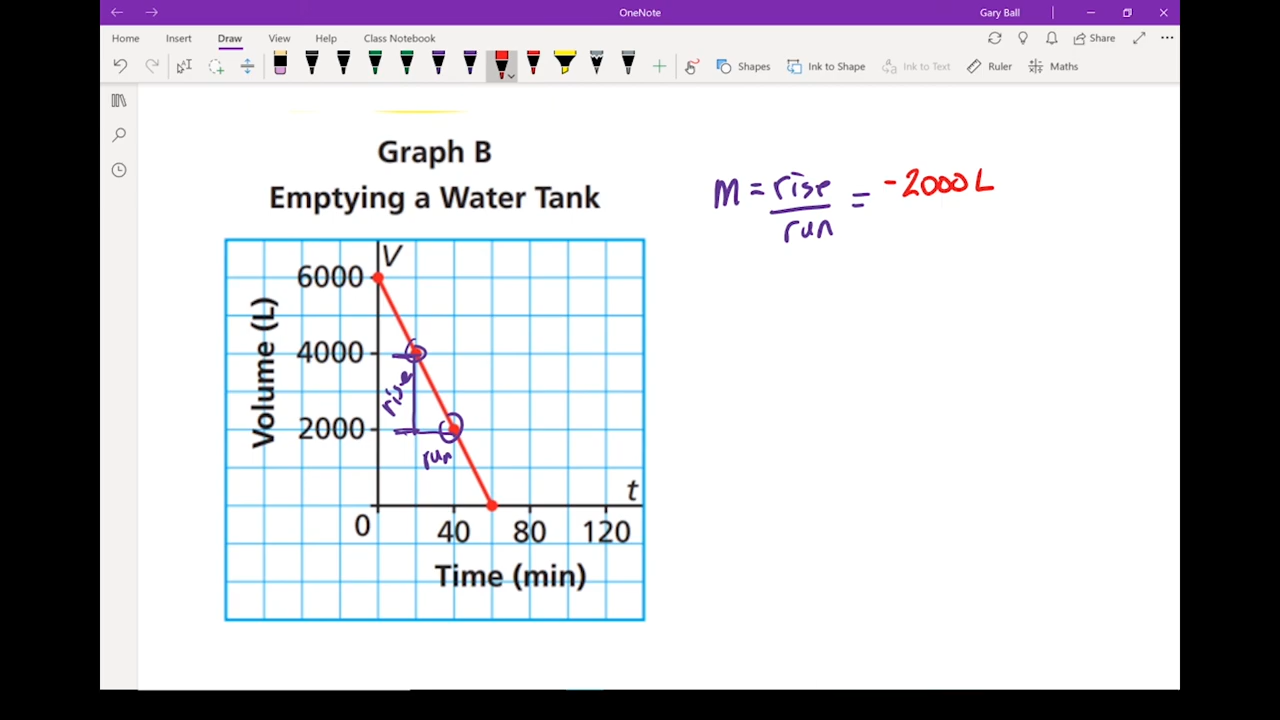 OneNote
Gary Ball
Home Insert Draw View Help Class Notebook
Share
Shapes Ink to Shape Ink to Text Ruler Maths
Graph B
Emptying a Water Tank
M = rise = -2000 L
run
V
6000
4000
2000
Volume (L)
rise
run
t
0 40 80 120
Time (min)